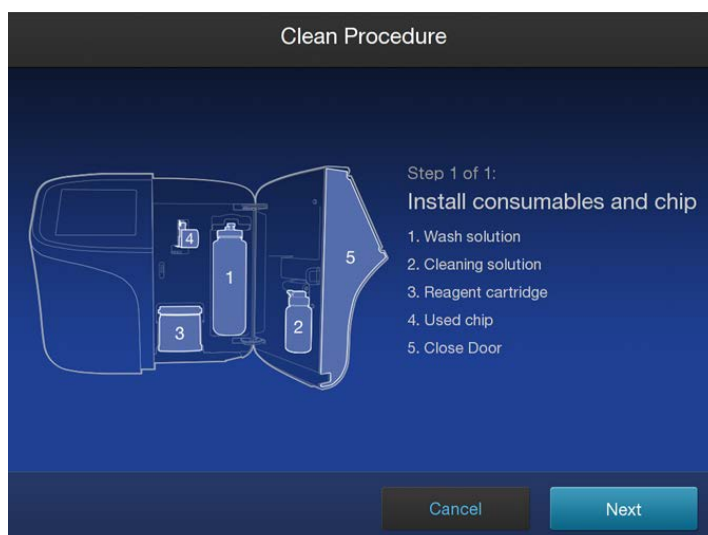 Clean Procedure
Step 1 of 1:
Install consumables and chip
1. Wash solution
2. Cleaning solution
3. Reagent cartridge
4. Used chip
5. Close Door
4
1
5
3
2
Cancel
Next